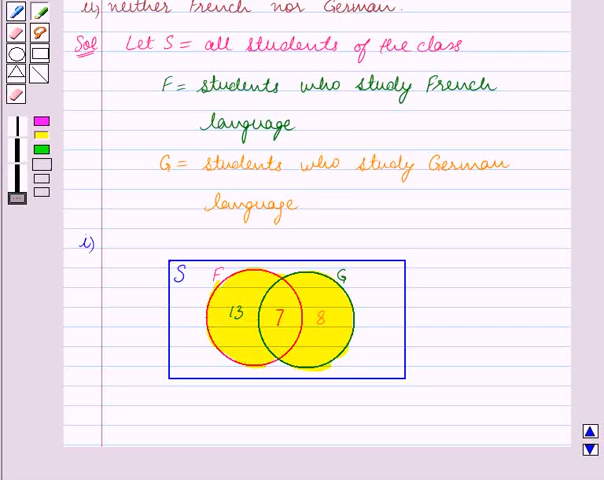 ii) neither French nor German.
Sol Let S = all students of the class
F = students who study French
language
G = students who study German
language
i)
S F G
13 7 8